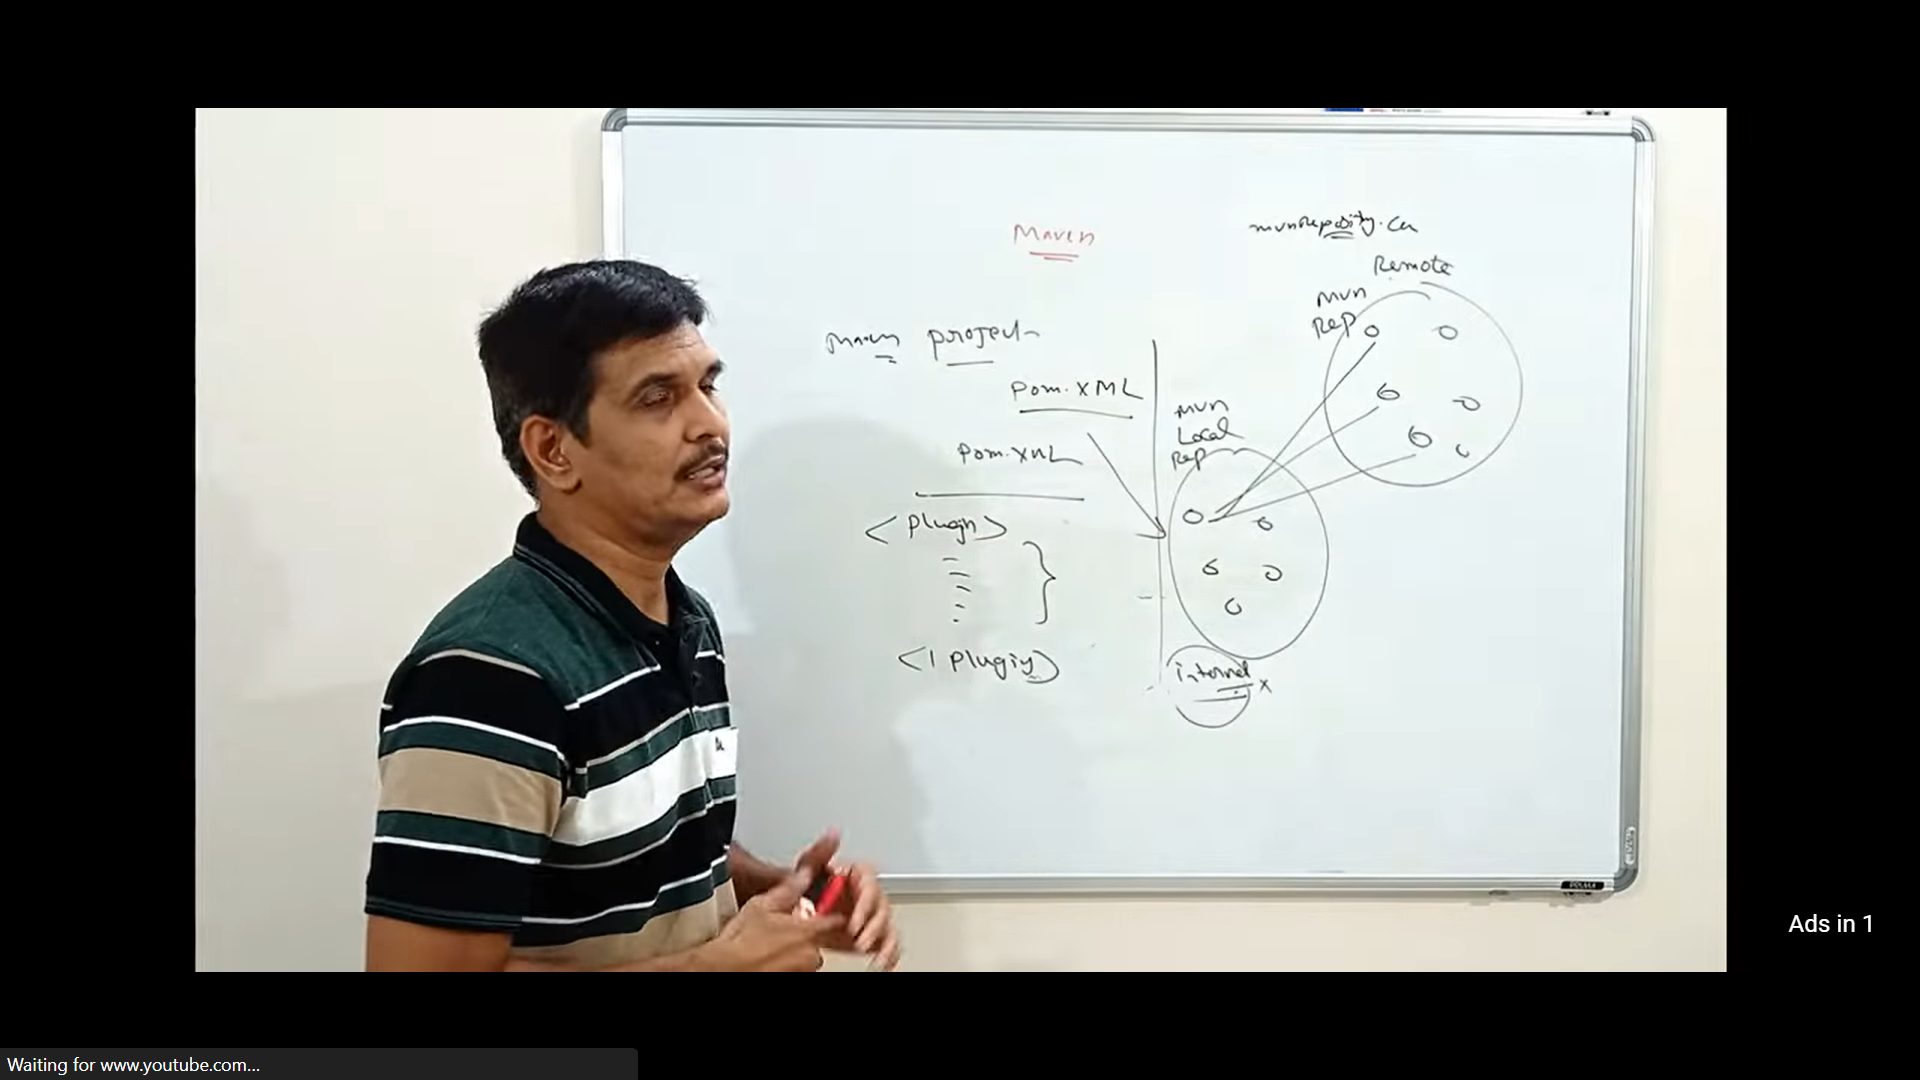 Maven
mvnRepository.com
Remote
mvn
Rep
Maven project
pom.XML
mvn
Local
Rep
pom.XML
<plugin>
</plugin>
internal x
Ads in 1
Waiting for www.youtube.com...